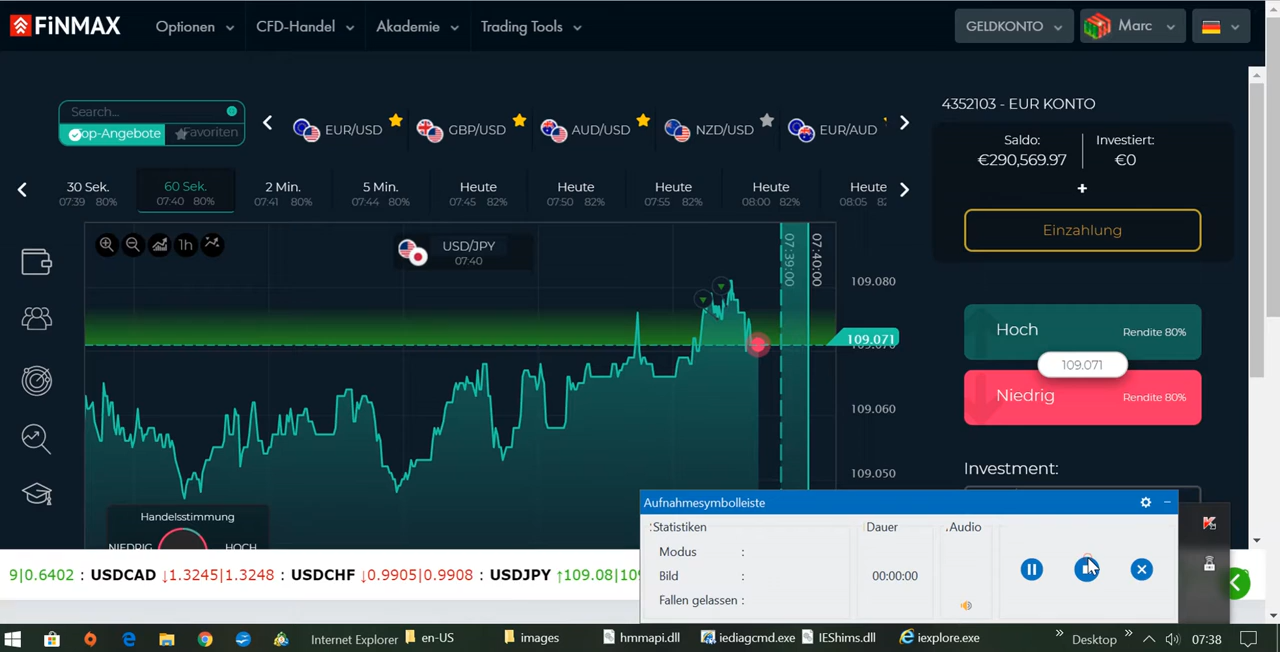 FiNMAX
Optionen
CFD-Handel
Akademie
Trading Tools
GELDKONTO
Marc
Search...
op-Angebote
Favoriten
EUR/USD
GBP/USD
AUD/USD
NZD/USD
EUR/AUD
4352103 - EUR KONTO
Saldo:
Investiert:
€290,569.97
€0
+
Einzahlung
30 Sek.
07:39 80%
60 Sek.
07:40 80%
2 Min.
07:41 80%
5 Min.
07:44 80%
Heute
07:45 82%
Heute
07:50 82%
Heute
07:55 82%
Heute
08:00 82%
Heute
08:05 82
1h
USD/JPY
07:40
07:39:00
07:40:00
109.080
109.071
109.060
109.050
Hoch
Rendite 80%
109.071
Niedrig
Rendite 80%
Investment:
Handelsstimmung
NIEDRIG
HOCH
9|0.6402 : USDCAD ↓1.3245|1.3248 : USDCHF ↓0.9905|0.9908 : USDJPY ↑109.08|109
Aufnahmesymbolleiste
Statistiken
Dauer
Audio
Modus :
Bild :
00:00:00
Fallen gelassen :
Internet Explorer
en-US
images
hmmapi.dll
iediagcmd.exe
IEShims.dll
iexplore.exe
Desktop
07:38